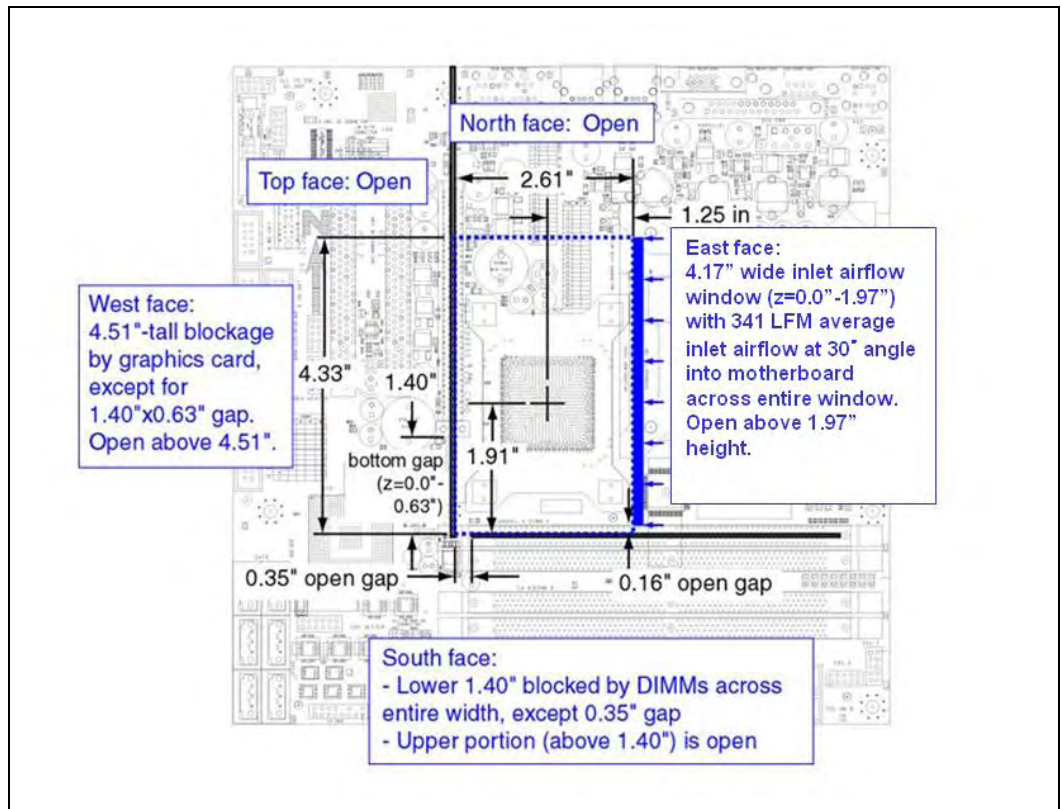 North face: Open
Top face: Open
2.61"
1.25 in
East face:
4.17” wide inlet airflow
window (z=0.0”-1.97”)
with 341 LFM average
inlet airflow at 30° angle
into motherboard
across entire window.
Open above 1.97”
height.
West face:
4.51"-tall blockage
by graphics card,
except for
1.40"x0.63" gap.
Open above 4.51".
4.33"
1.40"
bottom gap
(z=0.0"-
0.63")
1.91"
0.35" open gap
0.16" open gap
South face:
- Lower 1.40" blocked by DIMMs across
entire width, except 0.35" gap
- Upper portion (above 1.40") is open